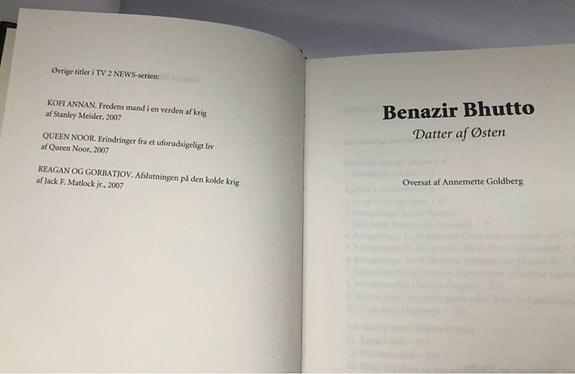 Øvrige titler i TV 2 NEWS-serien:
KOFI ANNAN. Fredens mand i en verden af krig
af Stanley Meisler, 2007
QUEEN NOOR. Erindringer fra et uforudsigeligt liv
af Queen Noor, 2007
REAGAN OG GORBATJOV. Afslutningen på den kolde krig
af Jack F. Matlock jr., 2007
Benazir Bhutto
Datter af Østen
Oversat af Annemette Goldberg